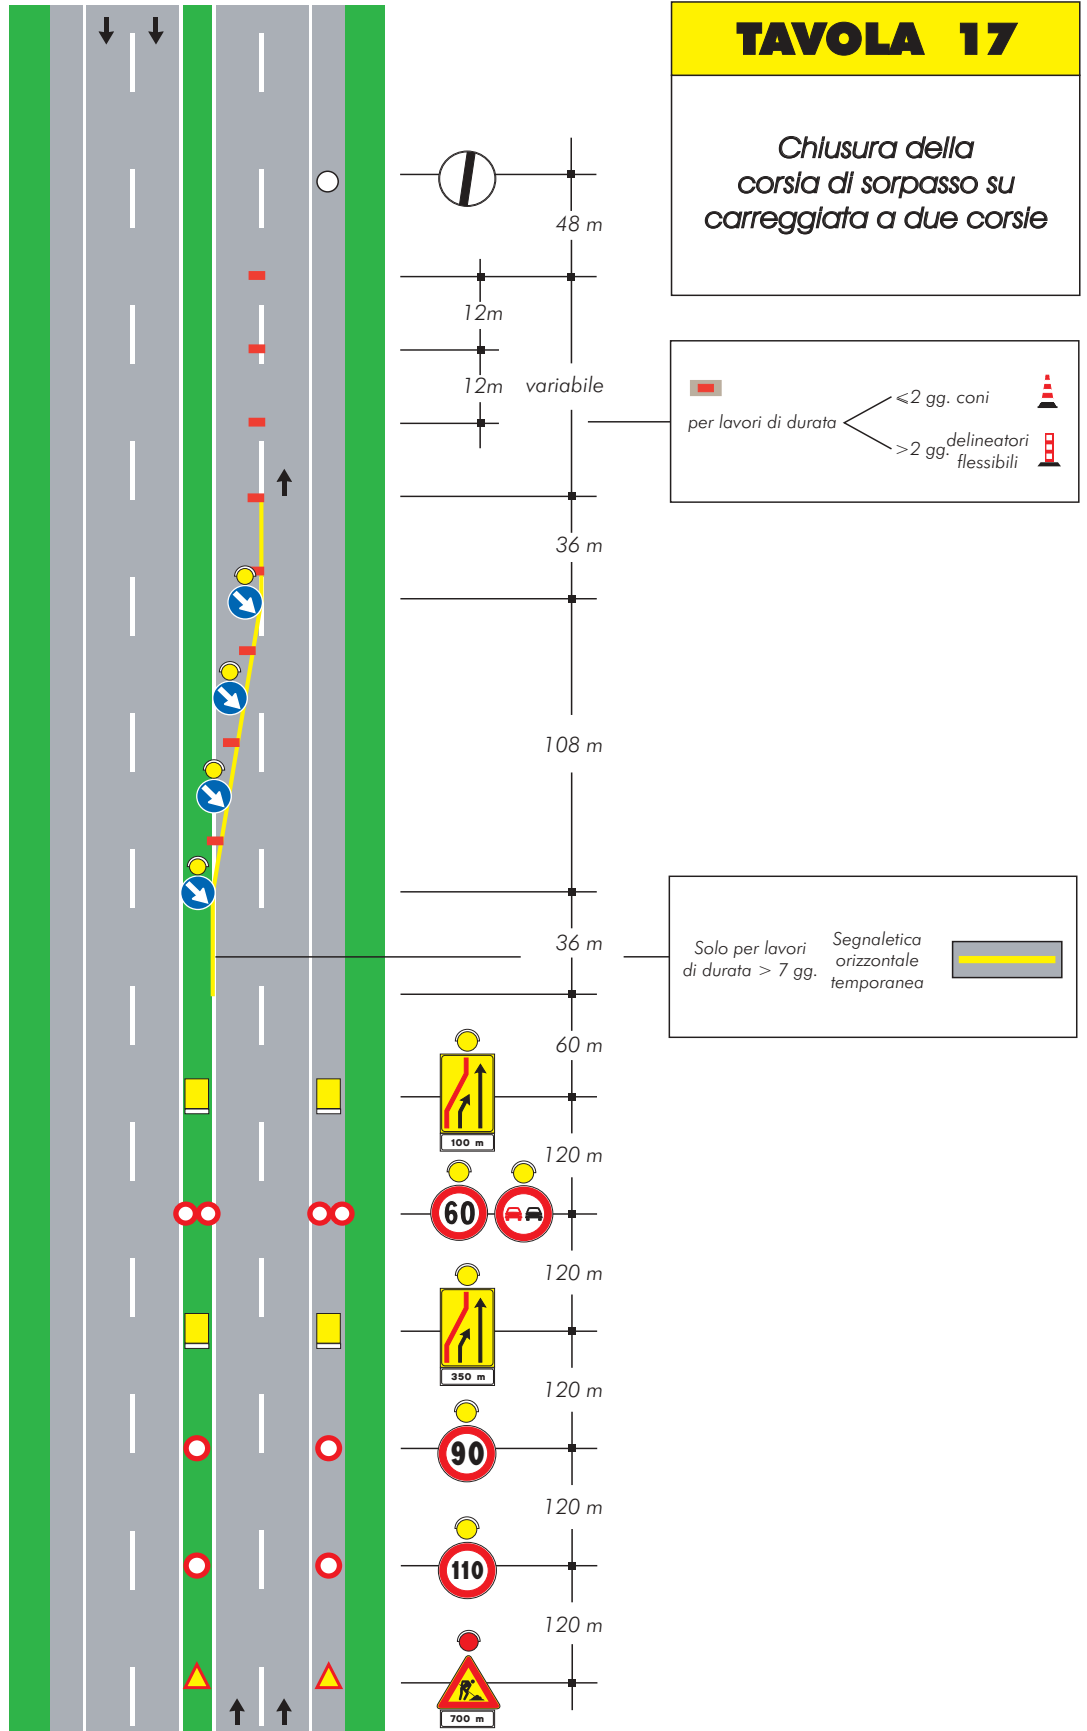 TAVOLA 17
Chiusura della
corsia di sorpasso su
carreggiata a due corsie
48 m
12m
12m
variabile
per lavori di durata
≤2 gg. coni
>2 gg. delineatori
flessibili
36 m
108 m
36 m
Solo per lavori
di durata > 7 gg.
Segnaletica
orizzontale
temporanea
60 m
100 m
120 m
60
120 m
350 m
120 m
90
120 m
110
120 m
700 m